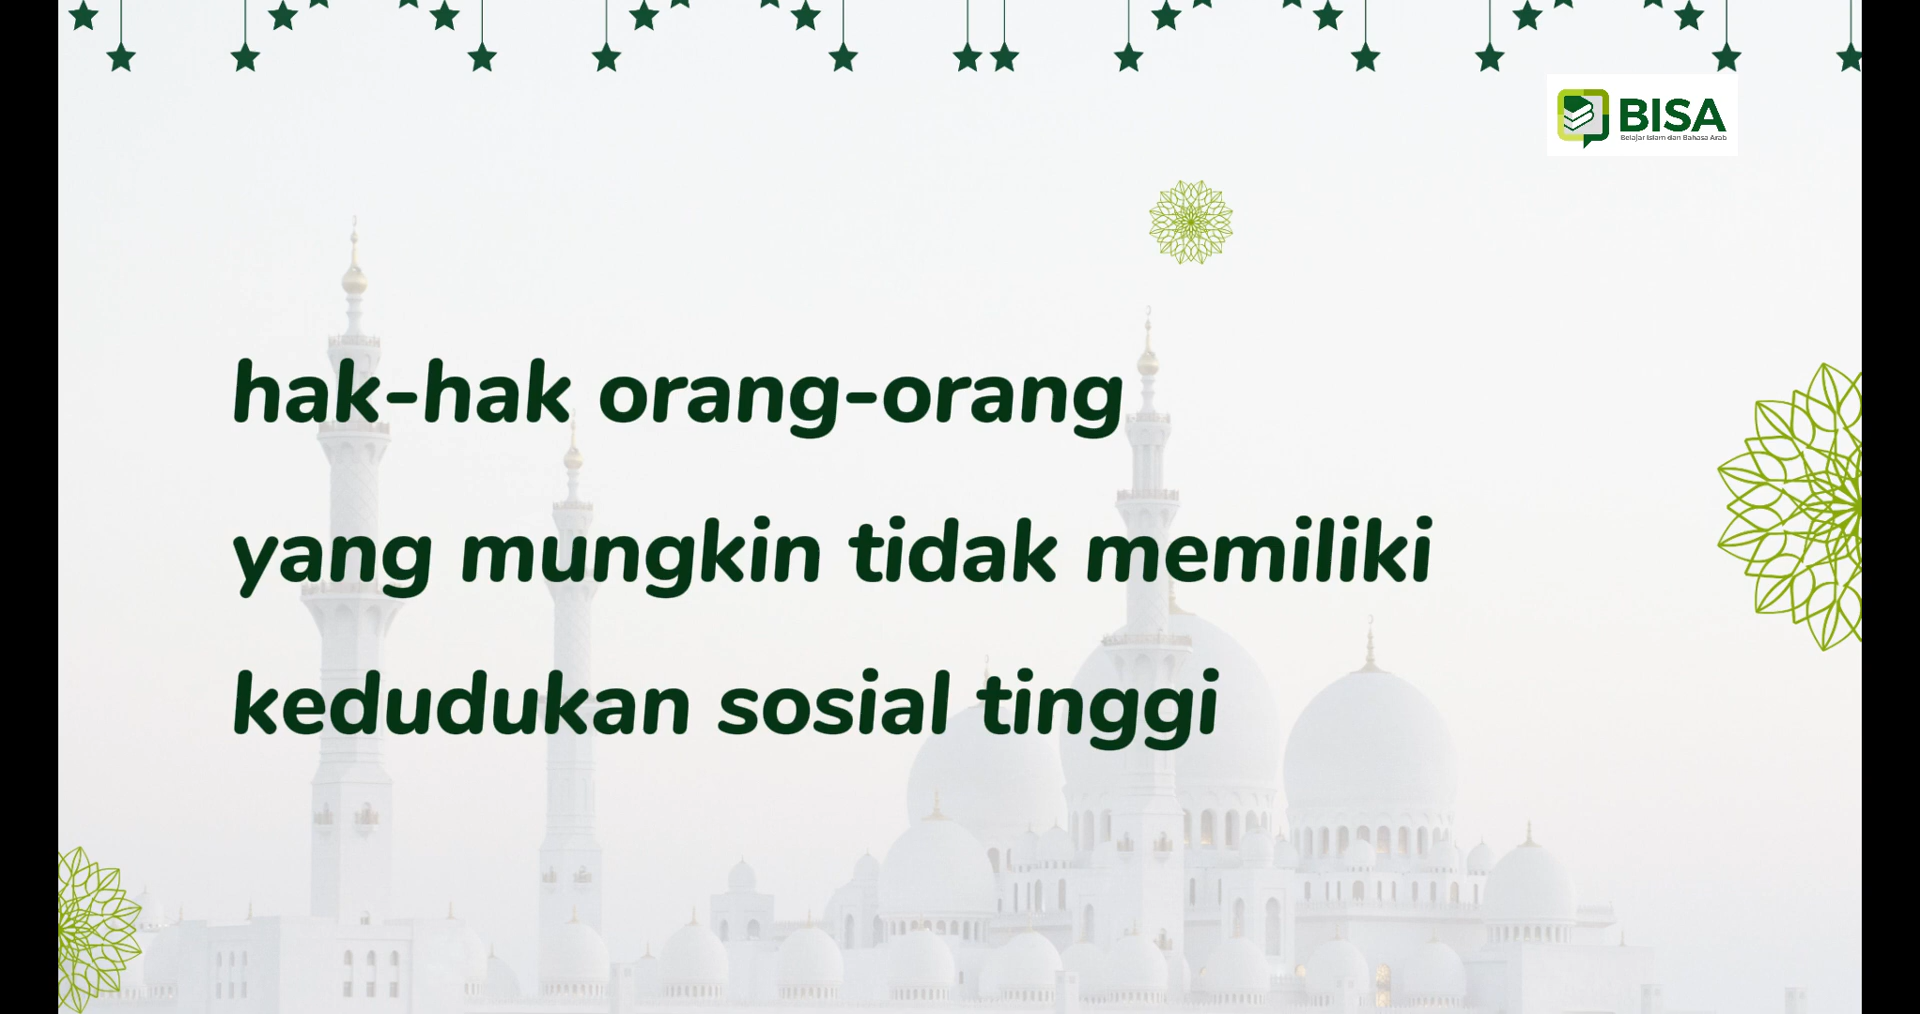 BISA
Belajar Islam dan Bahasa Arab
hak-hak orang-orang
yang mungkin tidak memiliki
kedudukan sosial tinggi